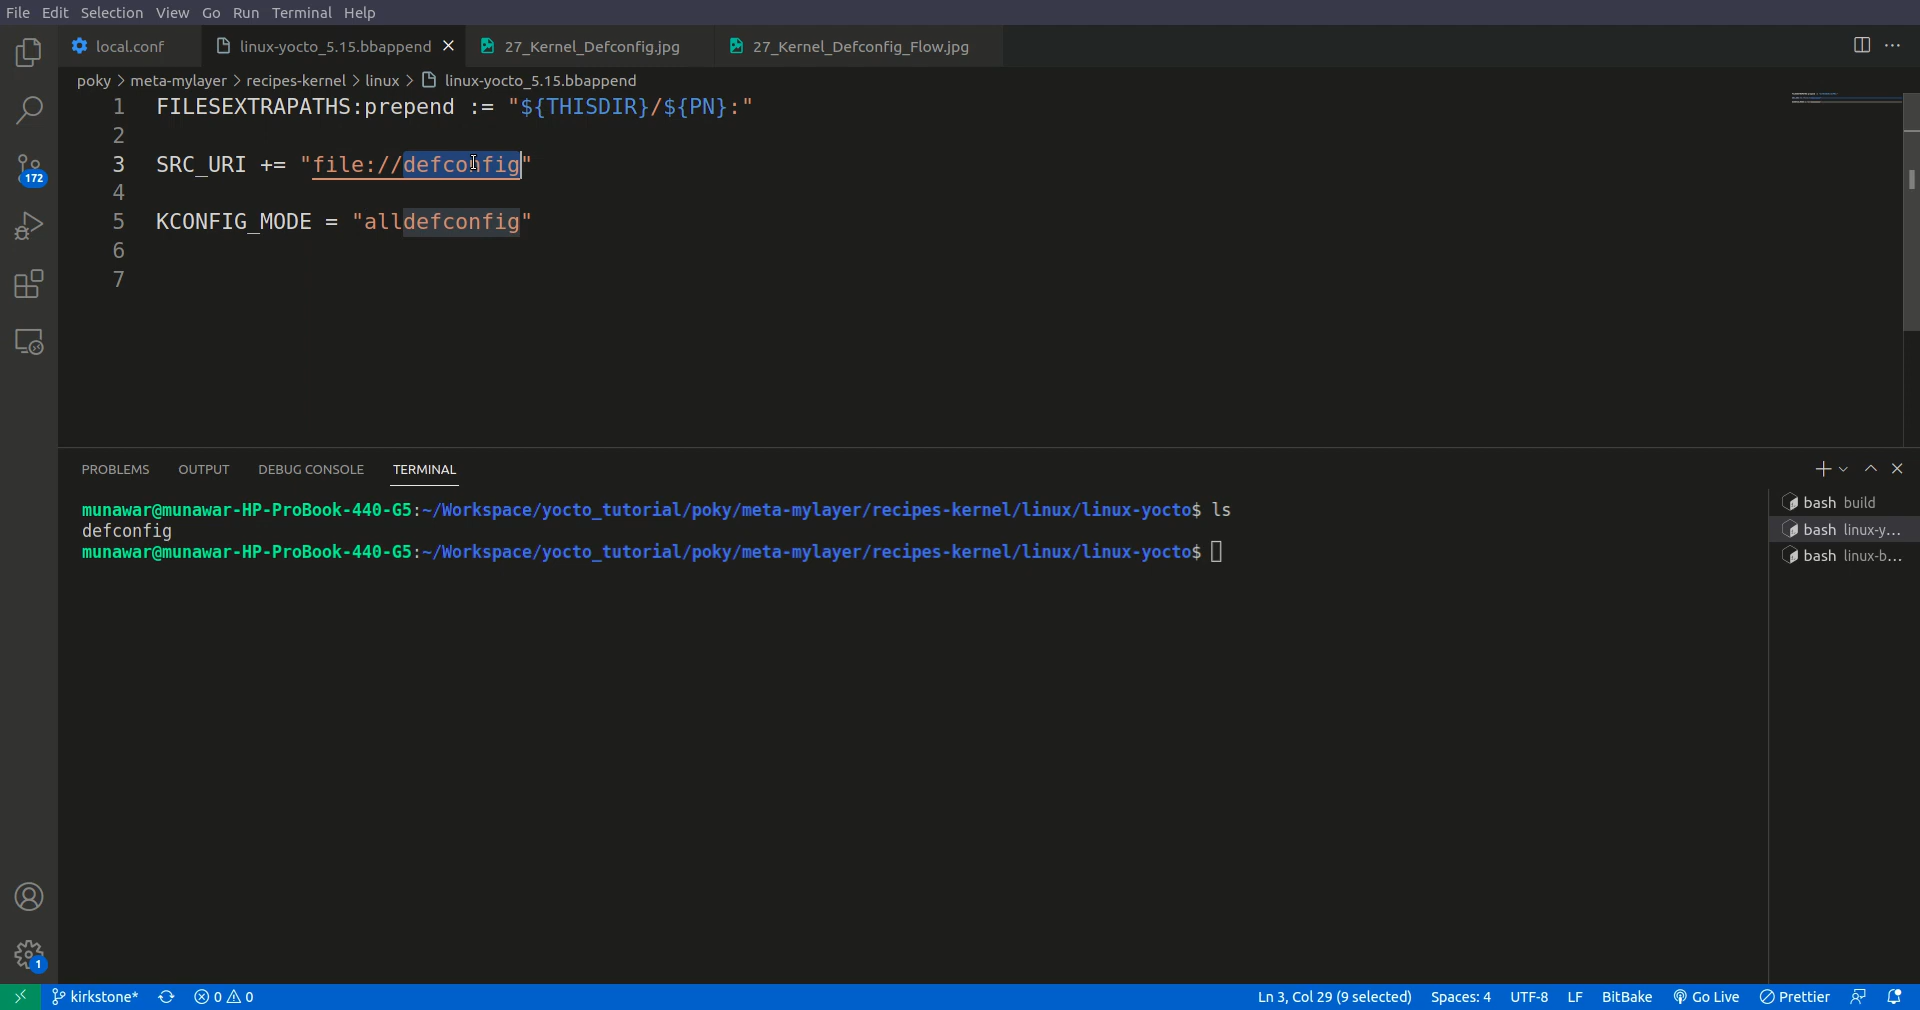 File Edit Selection View Go Run Terminal Help
local.conf linux-yocto_5.15.bbappend 27_Kernel_Defconfig.jpg 27_Kernel_Defconfig_Flow.jpg
poky > meta-mylayer > recipes-kernel > linux > linux-yocto_5.15.bbappend
1 FILESEXTRAPATHS:prepend := "${THISDIR}/${PN}:"
2
3 SRC_URI += "file://defconfig"
4
5 KCONFIG_MODE = "alldefconfig"
6
7
172
PROBLEMS OUTPUT DEBUG CONSOLE TERMINAL
munawar@munawar-HP-ProBook-440-G5:~/Workspace/yocto_tutorial/poky/meta-mylayer/recipes-kernel/linux/linux-yocto$ ls
defconfig
munawar@munawar-HP-ProBook-440-G5:~/Workspace/yocto_tutorial/poky/meta-mylayer/recipes-kernel/linux/linux-yocto$
bash build
bash linux-y...
bash linux-b...
1
kirkstone* 0 0 Ln 3, Col 29 (9 selected) Spaces: 4 UTF-8 LF BitBake Go Live Prettier